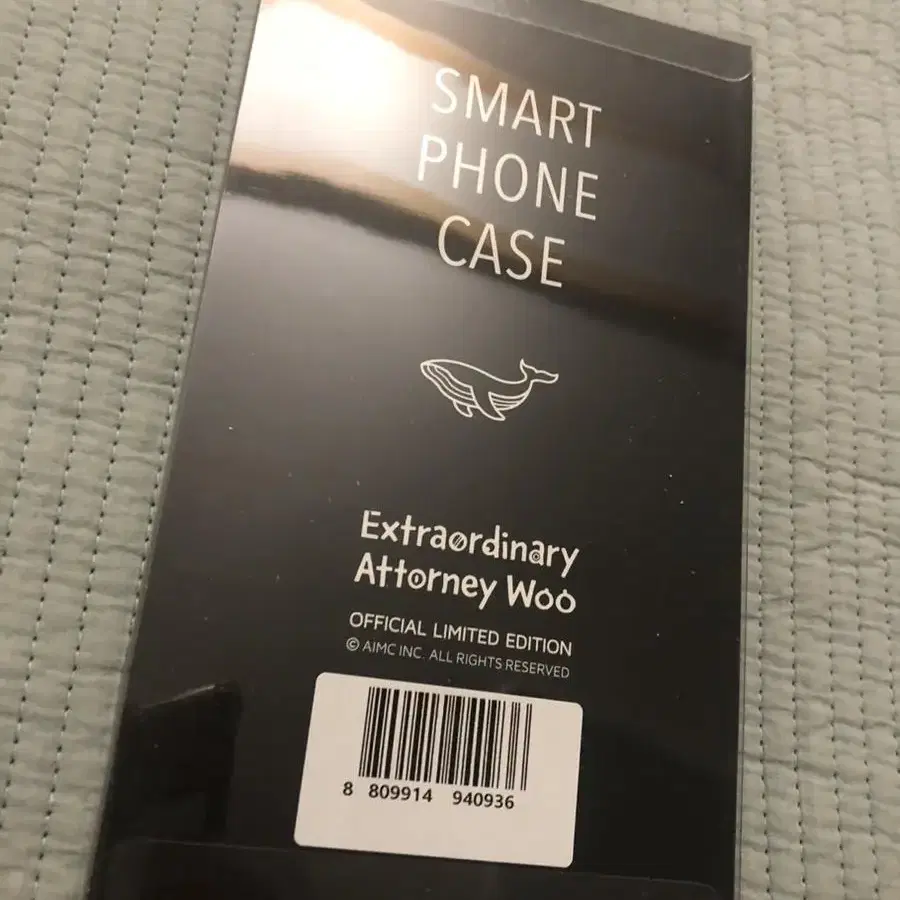 SMART
PHONE
CASE
Extraordinary
Attorney Woo
OFFICIAL LIMITED EDITION
© AIMC INC. ALL RIGHTS RESERVED
8 809914 940936